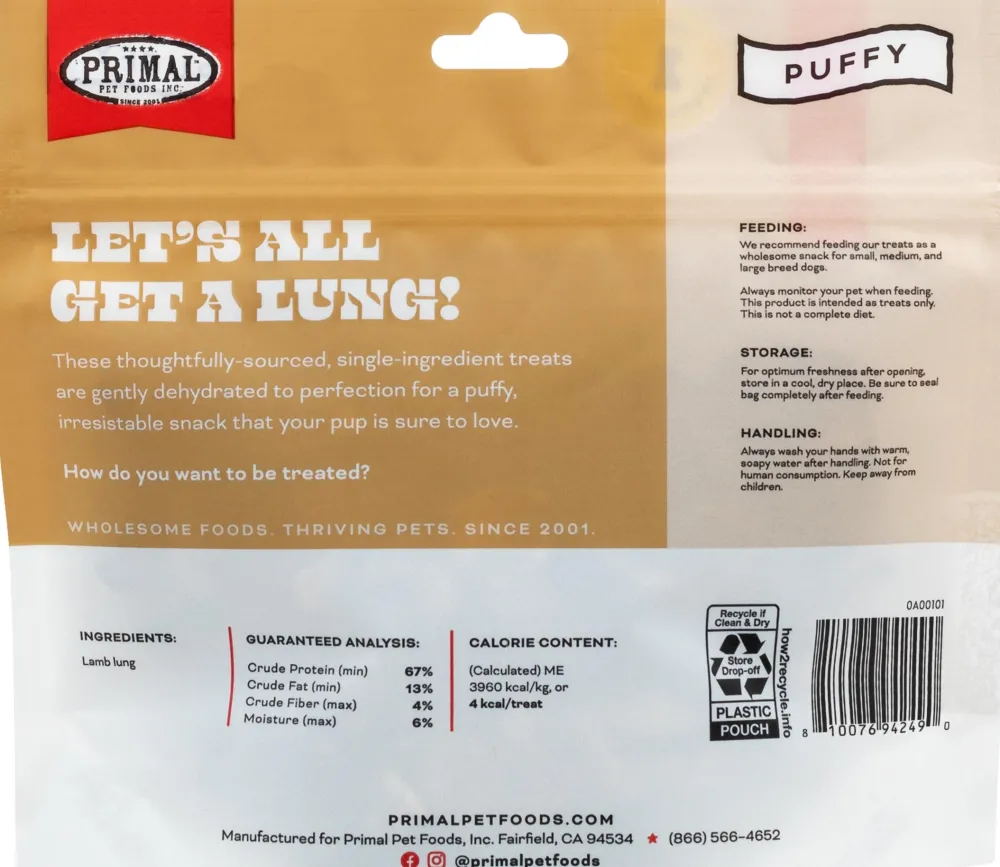 ★★★★
PRIMAL
PET FOODS INC.
SINCE 2001
PUFFY
LET'S ALL
GET A LUNG!
These thoughtfully-sourced, single-ingredient treats
are gently dehydrated to perfection for a puffy,
irresistable snack that your pup is sure to love.
How do you want to be treated?
WHOLESOME FOODS. THRIVING PETS. SINCE 2001.
FEEDING:
We recommend feeding our treats as a
wholesome snack for small, medium, and
large breed dogs.
Always monitor your pet when feeding.
This product is intended as treats only.
This is not a complete diet.
STORAGE:
For optimum freshness after opening,
store in a cool, dry place. Be sure to seal
bag completely after feeding.
HANDLING:
Always wash your hands with warm,
soapy water after handling. Not for
human consumption. Keep away from
children.
INGREDIENTS:
Lamb lung
GUARANTEED ANALYSIS:
Crude Protein (min) 67%
Crude Fat (min) 13%
Crude Fiber (max) 4%
Moisture (max) 6%
CALORIE CONTENT:
(Calculated) ME
3960 kcal/kg, or
4 kcal/treat
Recycle if
Clean & Dry
Store
Drop-off
PLASTIC
POUCH
how2recycle.info
0A00101
8 10076 94249 0
PRIMALPETFOODS.COM
Manufactured for Primal Pet Foods, Inc. Fairfield, CA 94534 ★ (866) 566-4652
@primalpetfoods